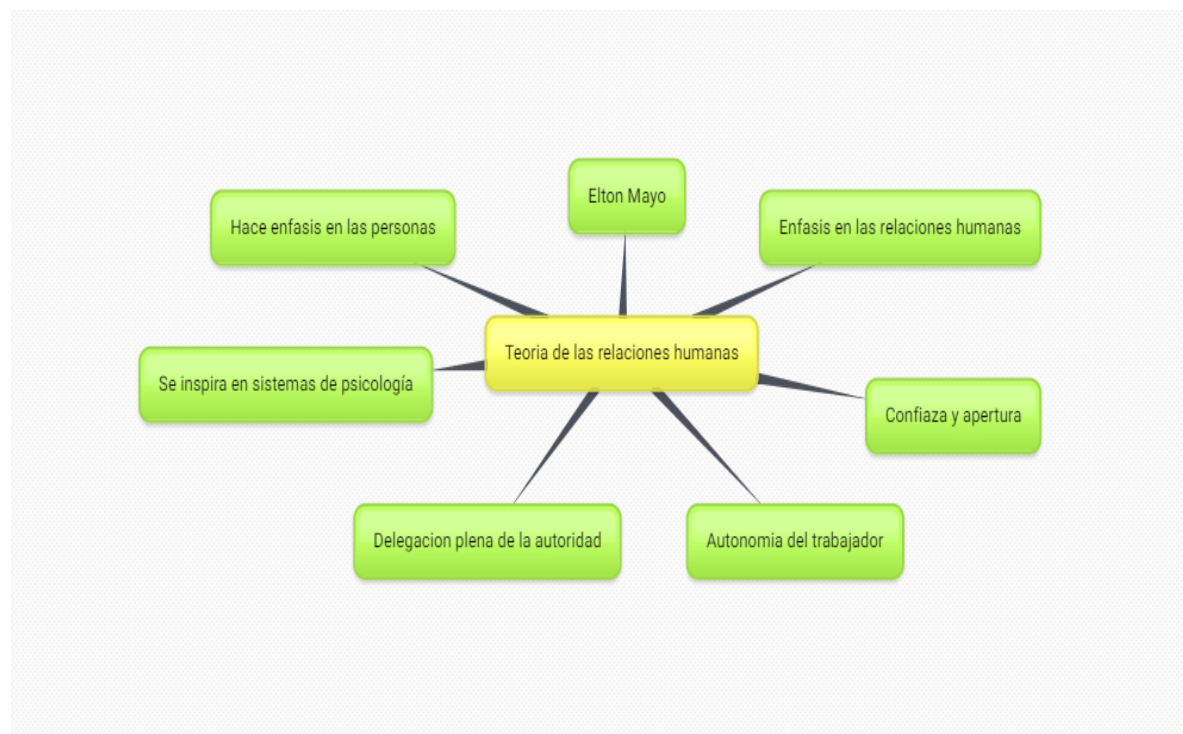 Elton Mayo
Hace enfasis en las personas
Enfasis en las relaciones humanas
Teoria de las relaciones humanas
Se inspira en sistemas de psicología
Confiaza y apertura
Delegacion plena de la autoridad
Autonomia del trabajador